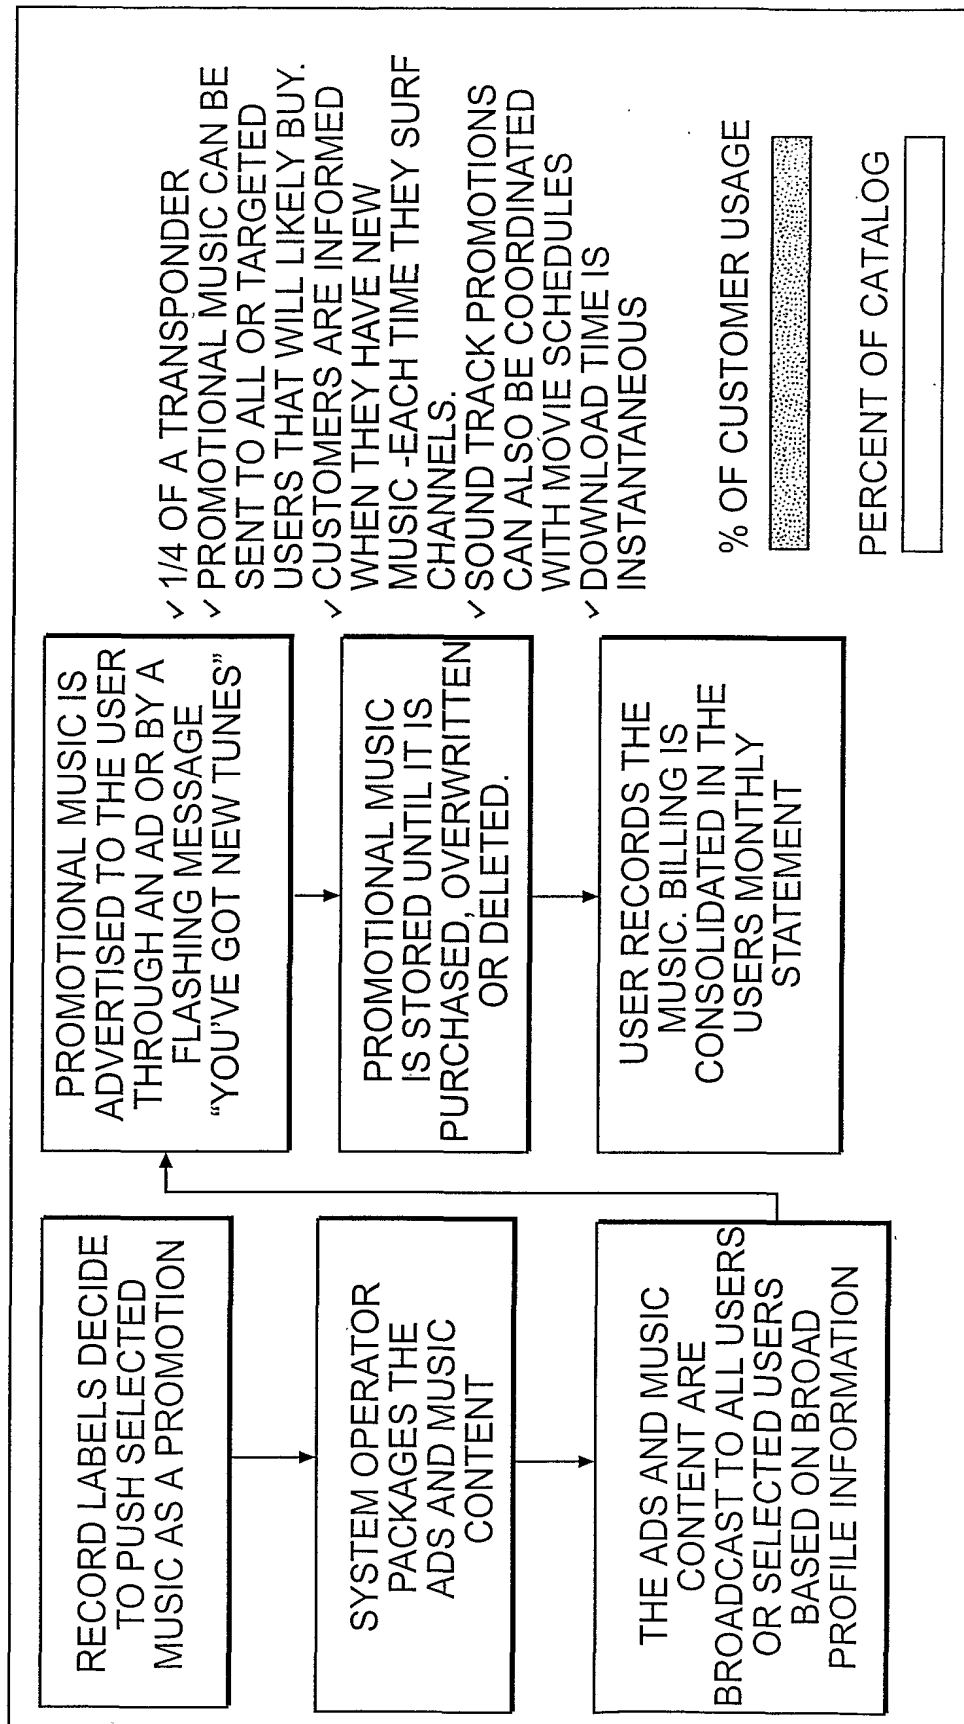 RECORD LABELS DECIDE
TO PUSH SELECTED
MUSIC AS A PROMOTION
SYSTEM OPERATOR
PACKAGES THE
ADS AND MUSIC
CONTENT
THE ADS AND MUSIC
CONTENT ARE
BROADCAST TO ALL USERS
OR SELECTED USERS
BASED ON BROAD
PROFILE INFORMATION
PROMOTIONAL MUSIC IS
ADVERTISED TO THE USER
THROUGH AN AD OR BY A
FLASHING MESSAGE
“YOU’VE GOT NEW TUNES”
PROMOTIONAL MUSIC
IS STORED UNTIL IT IS
PURCHASED, OVERWRITTEN
OR DELETED.
USER RECORDS THE
MUSIC. BILLING IS
CONSOLIDATED IN THE
USERS MONTHLY
STATEMENT
✓ 1/4 OF A TRANSPONDER
✓ PROMOTIONAL MUSIC CAN BE
SENT TO ALL OR TARGETED
USERS THAT WILL LIKELY BUY.
✓ CUSTOMERS ARE INFORMED
WHEN THEY HAVE NEW
MUSIC -EACH TIME THEY SURF
CHANNELS.
✓ SOUND TRACK PROMOTIONS
CAN ALSO BE COORDINATED
WITH MOVIE SCHEDULES
✓ DOWNLOAD TIME IS
INSTANTANEOUS
% OF CUSTOMER USAGE
PERCENT OF CATALOG